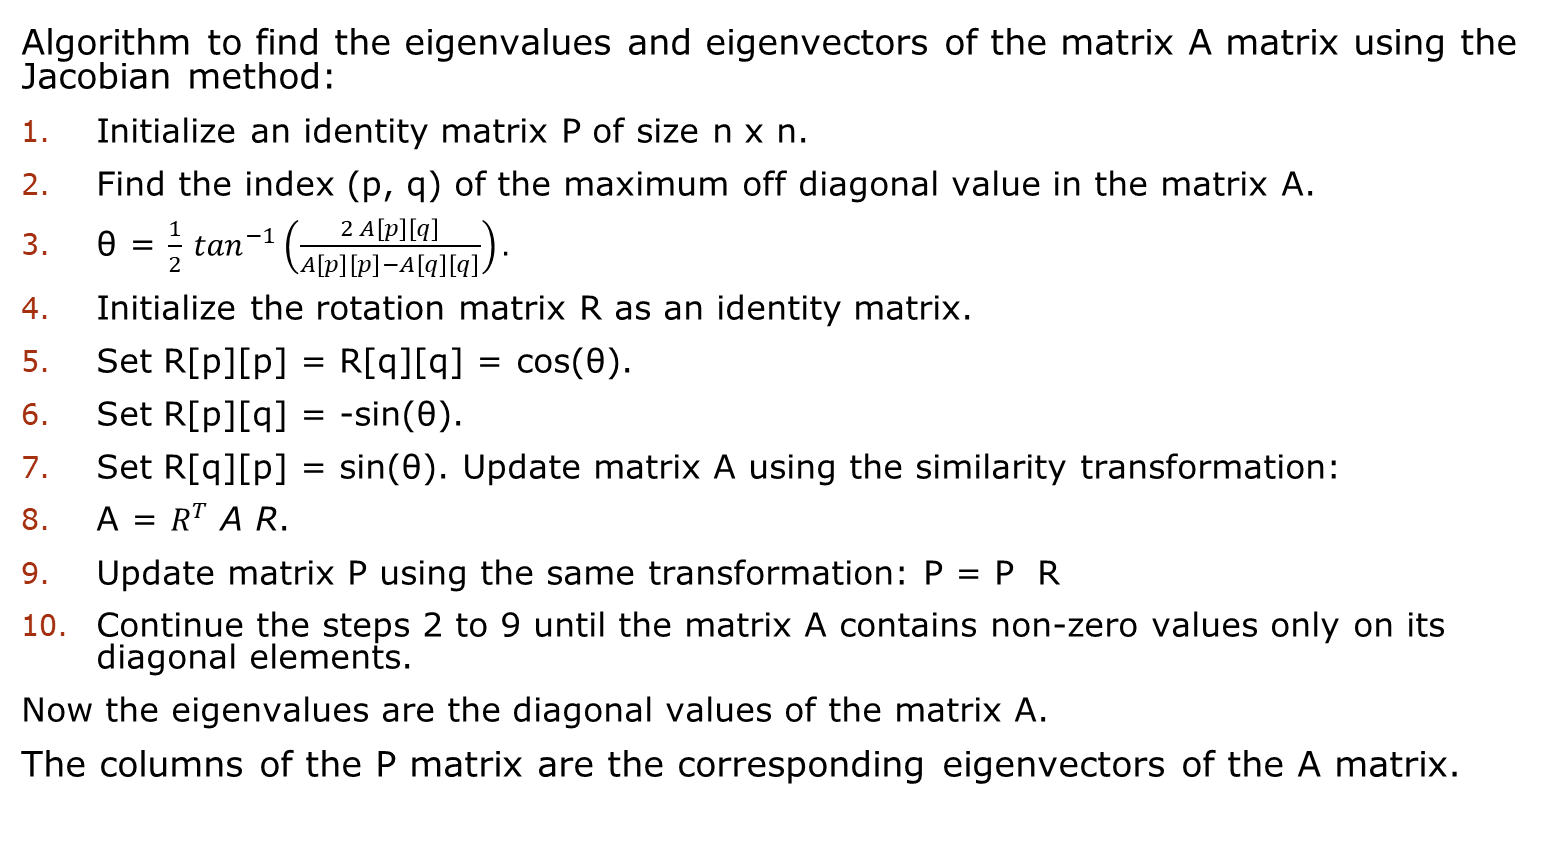 Algorithm to find the eigenvalues and eigenvectors of the matrix A matrix using the
Jacobian method:
1. Initialize an identity matrix P of size n x n.
2. Find the index (p, q) of the maximum off diagonal value in the matrix A.
3. θ = \frac{1}{2} tan^{-1} \left( \frac{2 A[p][q]}{A[p][p]-A[q][q]} \right).
4. Initialize the rotation matrix R as an identity matrix.
5. Set R[p][p] = R[q][q] = cos(θ).
6. Set R[p][q] = -sin(θ).
7. Set R[q][p] = sin(θ). Update matrix A using the similarity transformation:
8. A = R^T A R.
9. Update matrix P using the same transformation: P = P R
10. Continue the steps 2 to 9 until the matrix A contains non-zero values only on its
diagonal elements.
Now the eigenvalues are the diagonal values of the matrix A.
The columns of the P matrix are the corresponding eigenvectors of the A matrix.